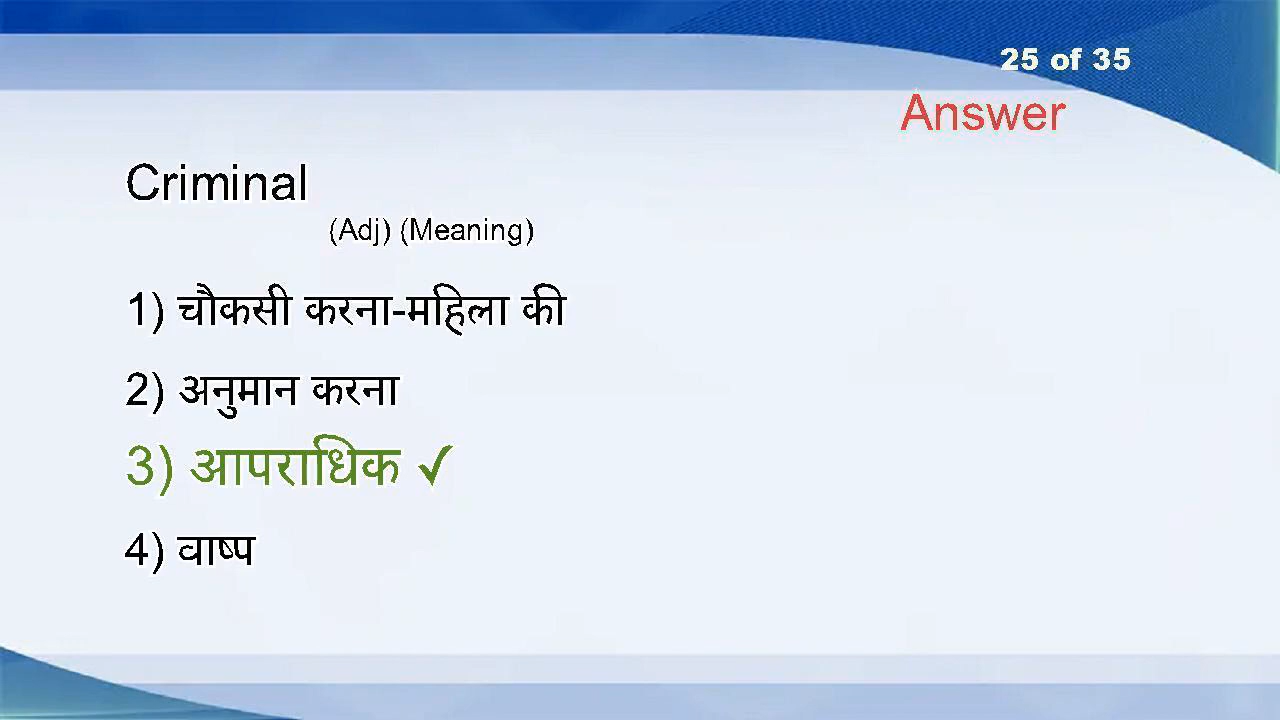 25 of 35
Answer
Criminal
(Adj) (Meaning)
1) चौकसी करना-महिला की
2) अनुमान करना
3) आपराधिक ✓
4) वाष्प